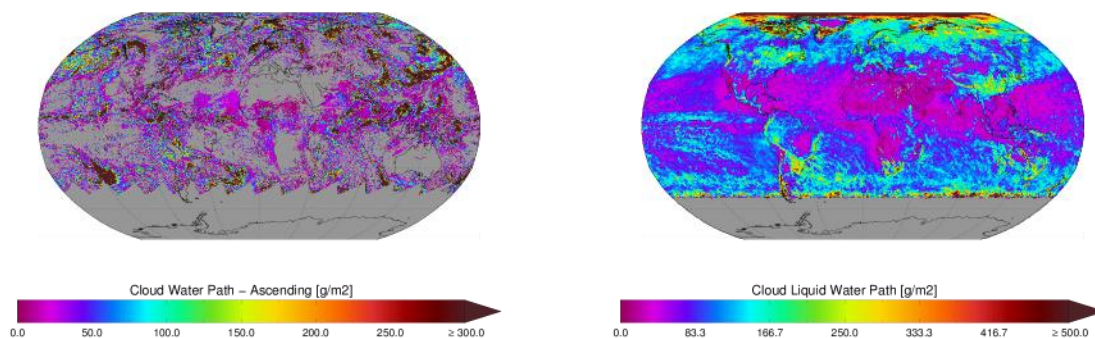 Cloud Water Path – Ascending [g/m2]
0.0 50.0 100.0 150.0 200.0 250.0 ≥ 300.0
Cloud Liquid Water Path [g/m2]
0.0 83.3 166.7 250.0 333.3 416.7 ≥ 500.0